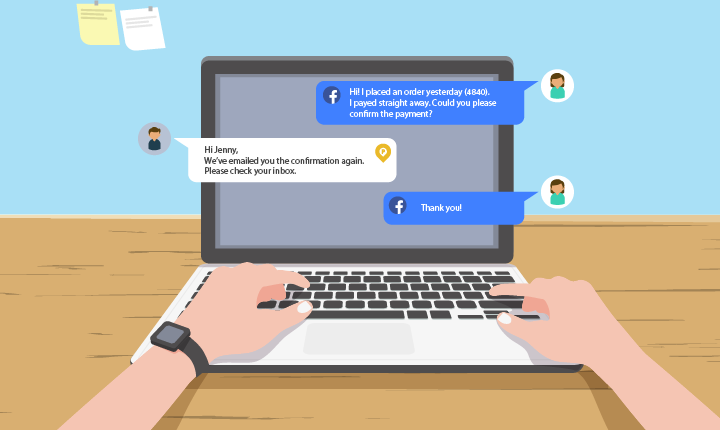 Hi! I placed an order yesterday (4840).
I payed straight away. Could you please
confirm the payment?
Hi Jenny,
We've emailed you the confirmation again.
Please check your inbox.
Thank you!